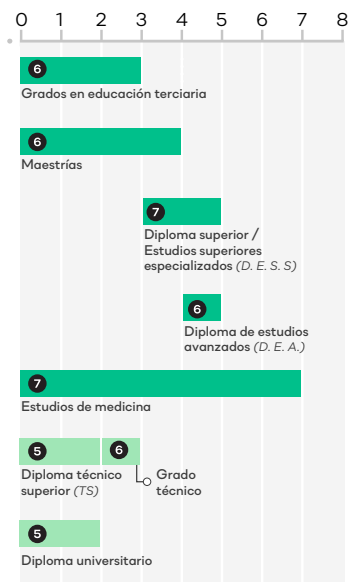 0 1 2 3 4 5 6 7 8
6
Grados en educación terciaria
6
Maestrías
7
Diploma superior /
Estudios superiores
especializados (D. E. S. S)
6
Diploma de estudios
avanzados (D. E. A.)
7
Estudios de medicina
5 6
Diploma técnico
superior (TS)
Grado
técnico
5
Diploma universitario